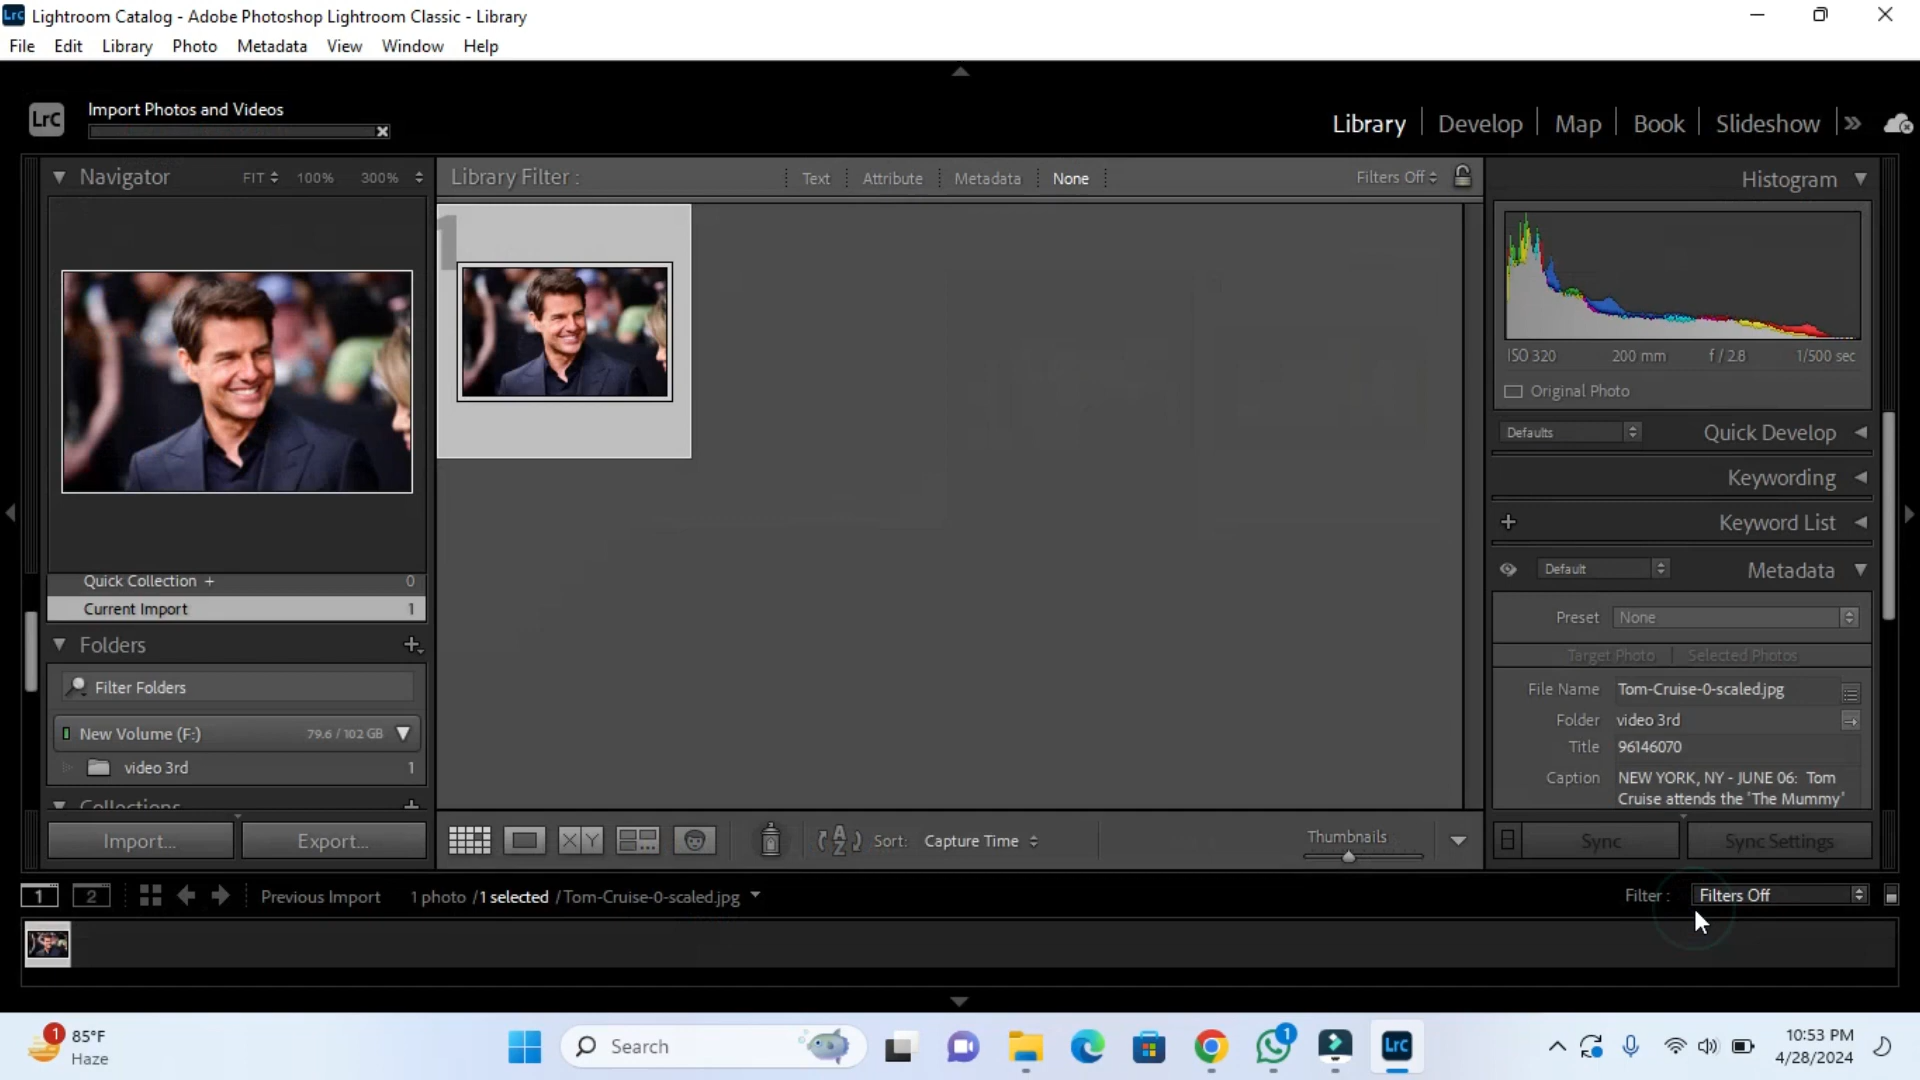 Lrc Lightroom Catalog - Adobe Photoshop Lightroom Classic - Library
File Edit Library Photo Metadata View Window Help
LrC Import Photos and Videos
Library Develop Map Book Slideshow »
Navigator FIT 100% 300%
Library Filter : Text Attribute Metadata None Filters Off
Histogram
1
ISO 320 200 mm f / 2.8 1/500 sec
Original Photo
Defaults Quick Develop
Keywording
+ Keyword List
Default Metadata
Quick Collection + 0
Current Import 1
Folders +
Filter Folders
New Volume (F:) 79.6 / 102 GB
video 3rd 1
Collections +
Preset None
Target Photo Selected Photos
File Name Tom-Cruise-0-scaled.jpg
Folder video 3rd
Title 96146070
Caption NEW YORK, NY - JUNE 06: Tom
Cruise attends the 'The Mummy'
Import... Export...
X Y A Z Sort: Capture Time Thumbnails
Sync Sync Settings
1 2 Previous Import 1 photo / 1 selected / Tom-Cruise-0-scaled.jpg
Filter : Filters Off
1 85°F
Haze
Search
1
Lrc
10:53 PM
4/28/2024